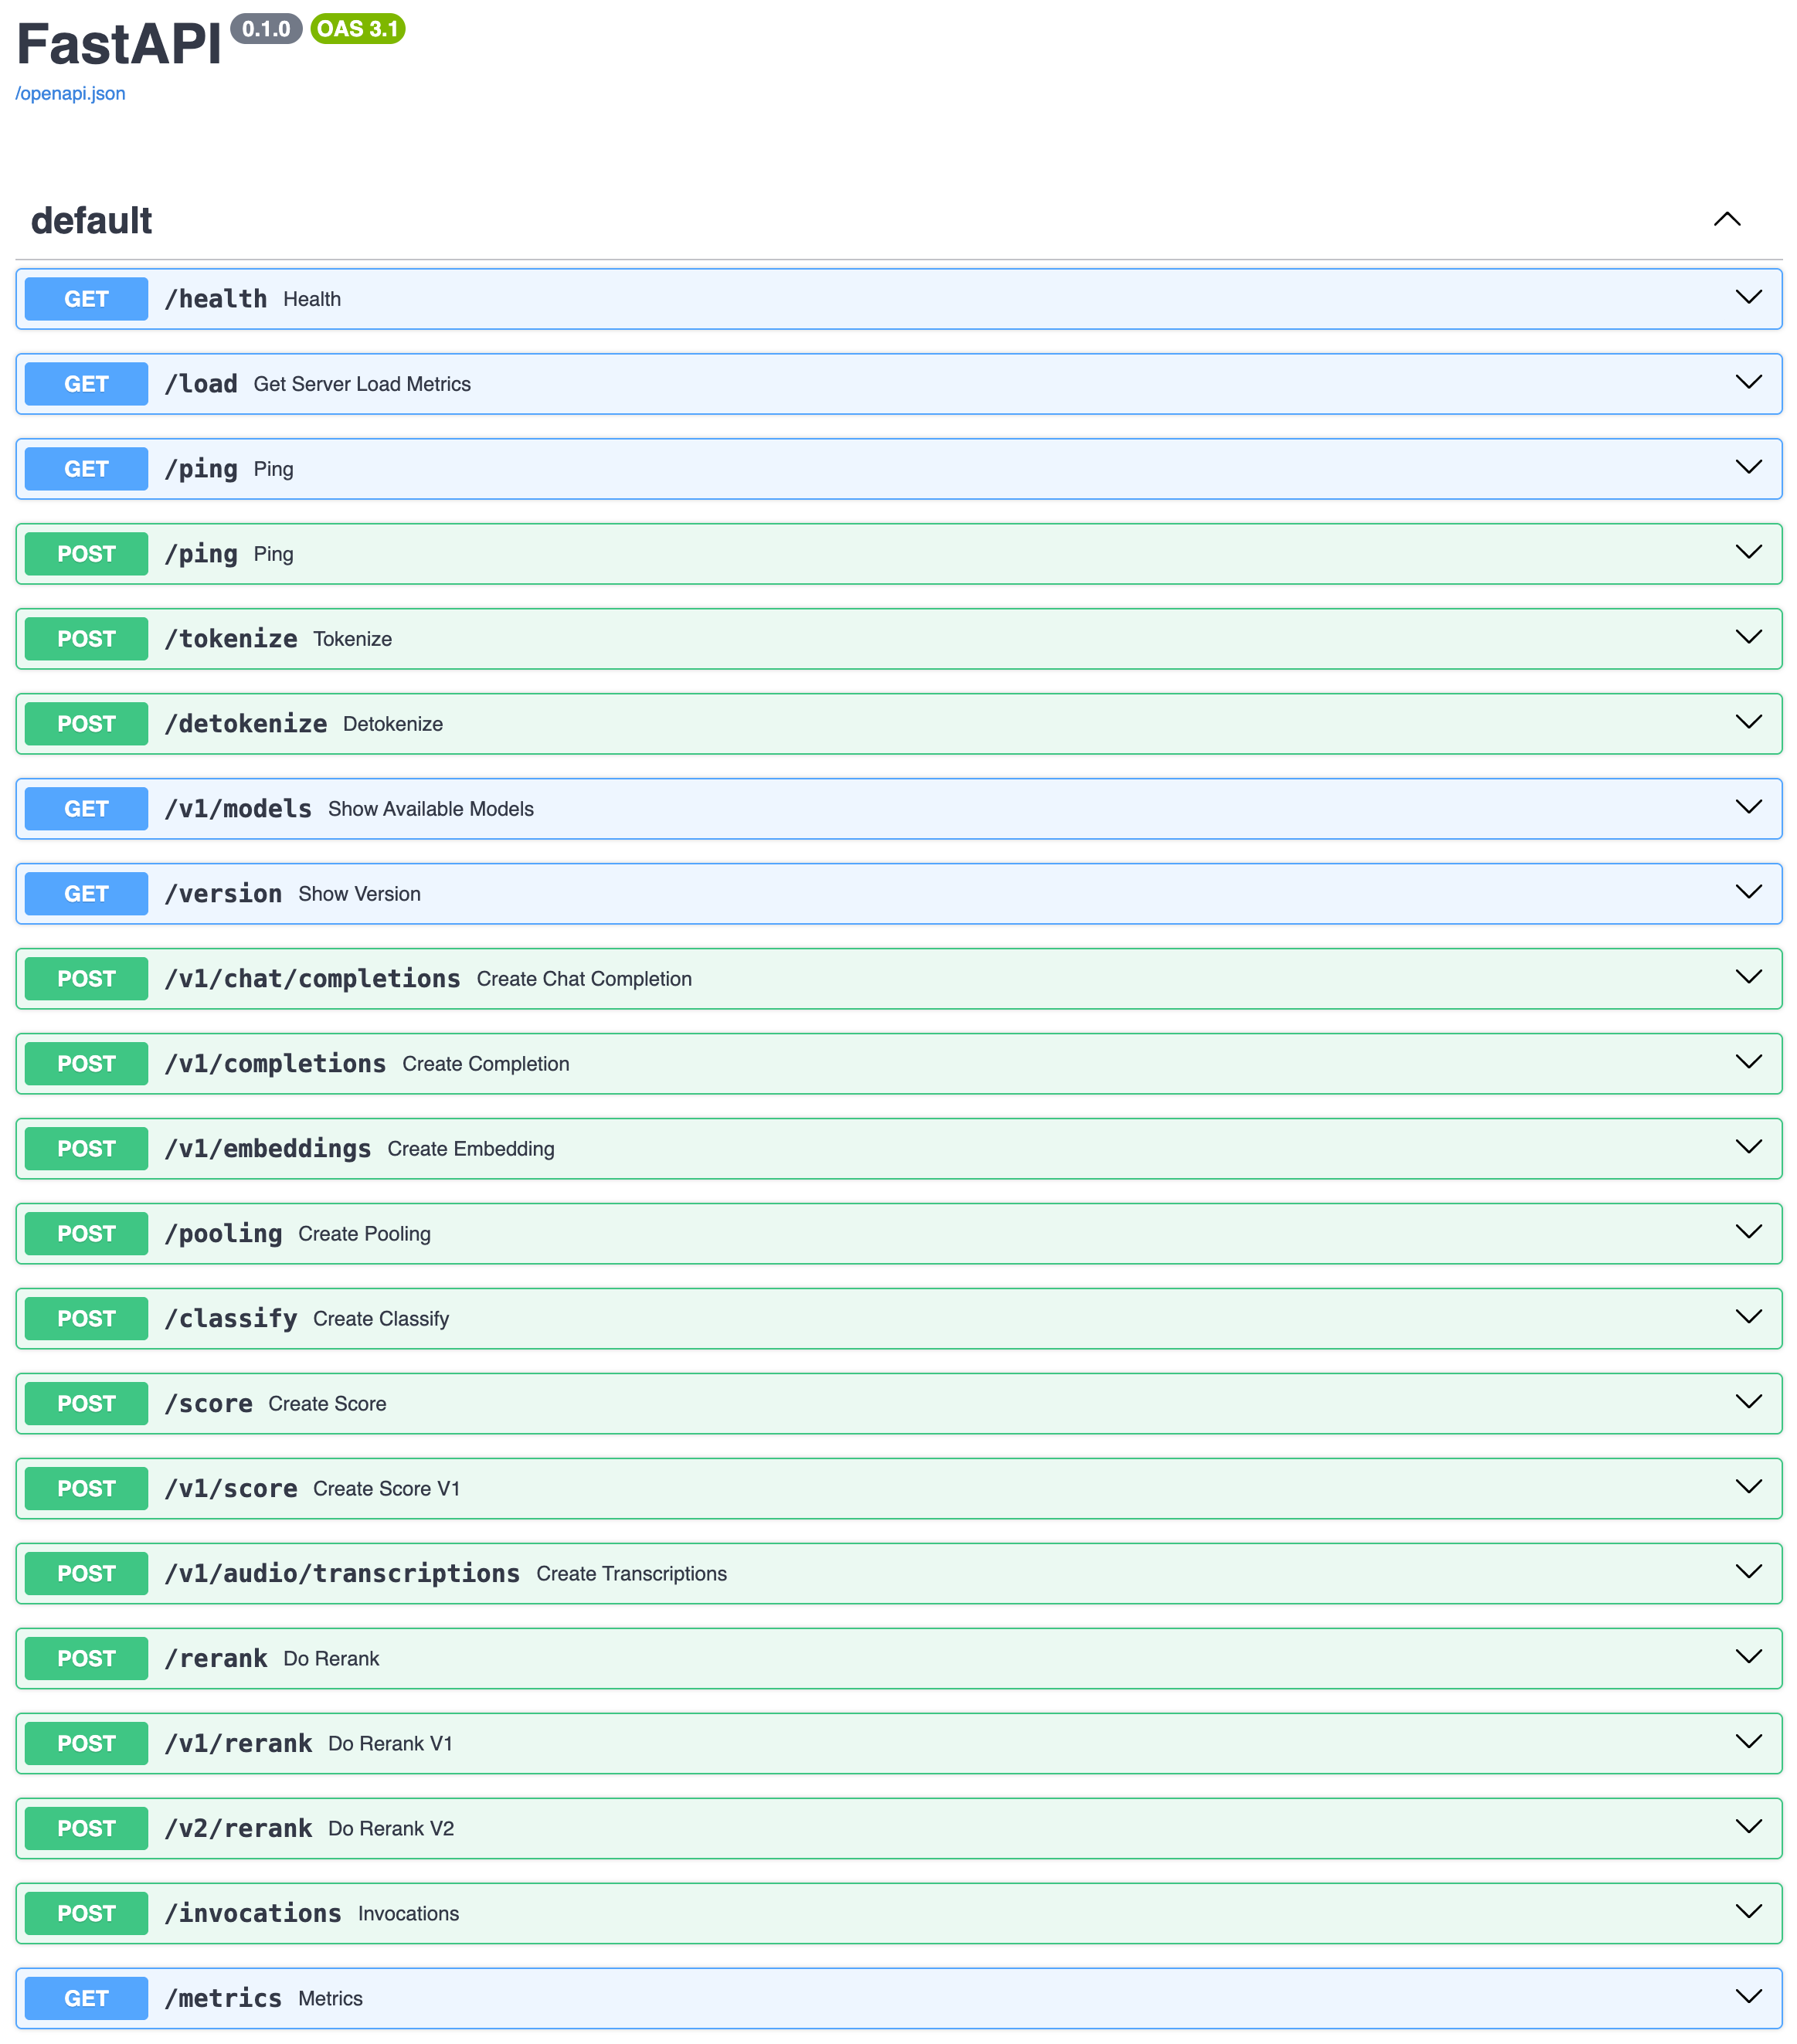 FastAPI 0.1.0 OAS 3.1
/openapi.json
default
GET /health Health
GET /load Get Server Load Metrics
GET /ping Ping
POST /ping Ping
POST /tokenize Tokenize
POST /detokenize Detokenize
GET /v1/models Show Available Models
GET /version Show Version
POST /v1/chat/completions Create Chat Completion
POST /v1/completions Create Completion
POST /v1/embeddings Create Embedding
POST /pooling Create Pooling
POST /classify Create Classify
POST /score Create Score
POST /v1/score Create Score V1
POST /v1/audio/transcriptions Create Transcriptions
POST /rerank Do Rerank
POST /v1/rerank Do Rerank V1
POST /v2/rerank Do Rerank V2
POST /invocations Invocations
GET /metrics Metrics